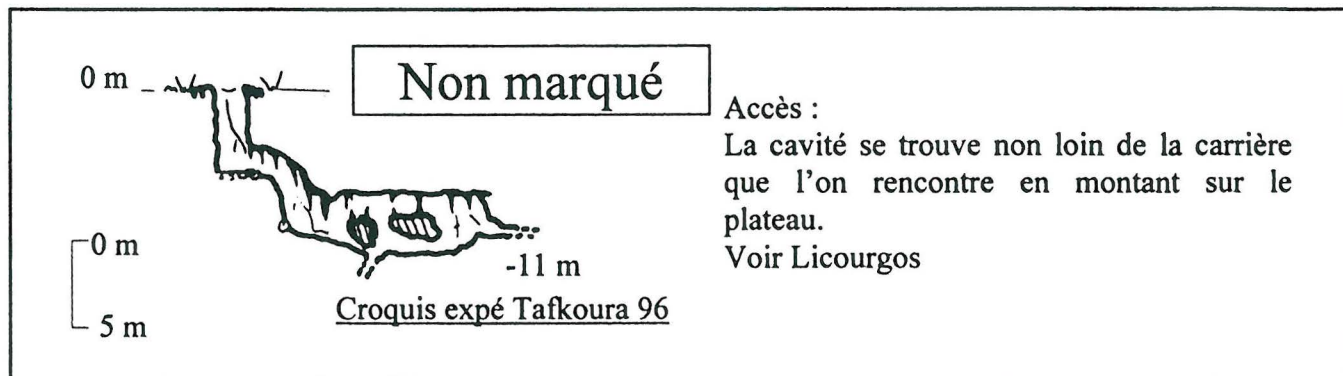 0 m
Non marqué
Accès :
La cavité se trouve non loin de la carrière
que l'on rencontre en montant sur le
plateau.
Voir Licourgos
0 m
-11 m
5 m
Croquis expé Tafkoura 96